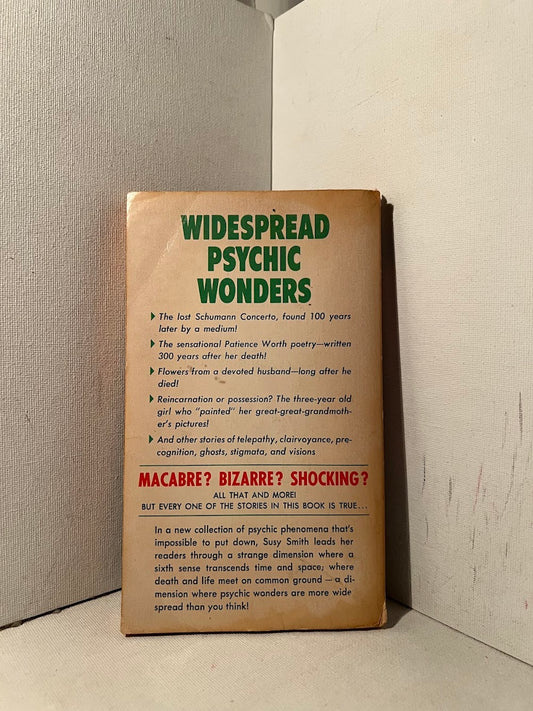 WIDESPREAD
PSYCHIC
WONDERS
The lost Schumann Concerto, found 100 years
later by a medium!
The sensational Patience Worth poetry—written
300 years after her death!
Flowers from a devoted husband—long after he
died!
Reincarnation or possession? The three-year old
girl who "painted" her great-great-grandmoth-
er's pictures!
And other stories of telepathy, clairvoyance, pre-
cognition, ghosts, stigmata, and visions
MACABRE? BIZARRE? SHOCKING?
ALL THAT AND MORE!
BUT EVERY ONE OF THE STORIES IN THIS BOOK IS TRUE...
In a new collection of psychic phenomena that's
impossible to put down, Susy Smith leads her
readers through a strange dimension where a
sixth sense transcends time and space; where
death and life meet on common ground — a di-
mension where psychic wonders are more wide
spread than you think!